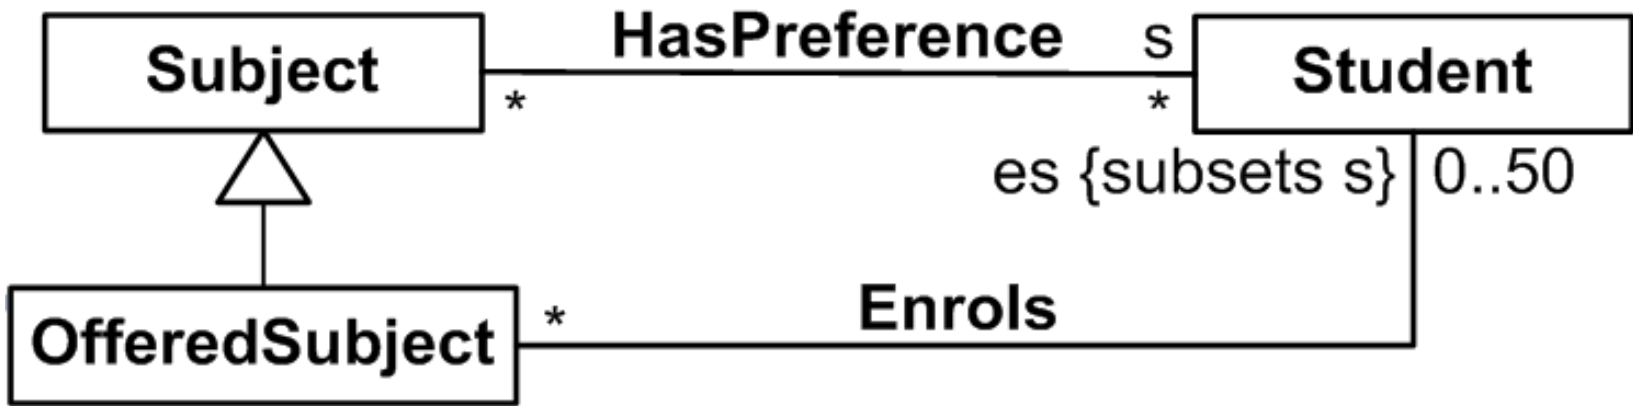 Subject
HasPreference
s
Student
*
*
es {subsets s}
0..50
OfferedSubject
*
Enrols